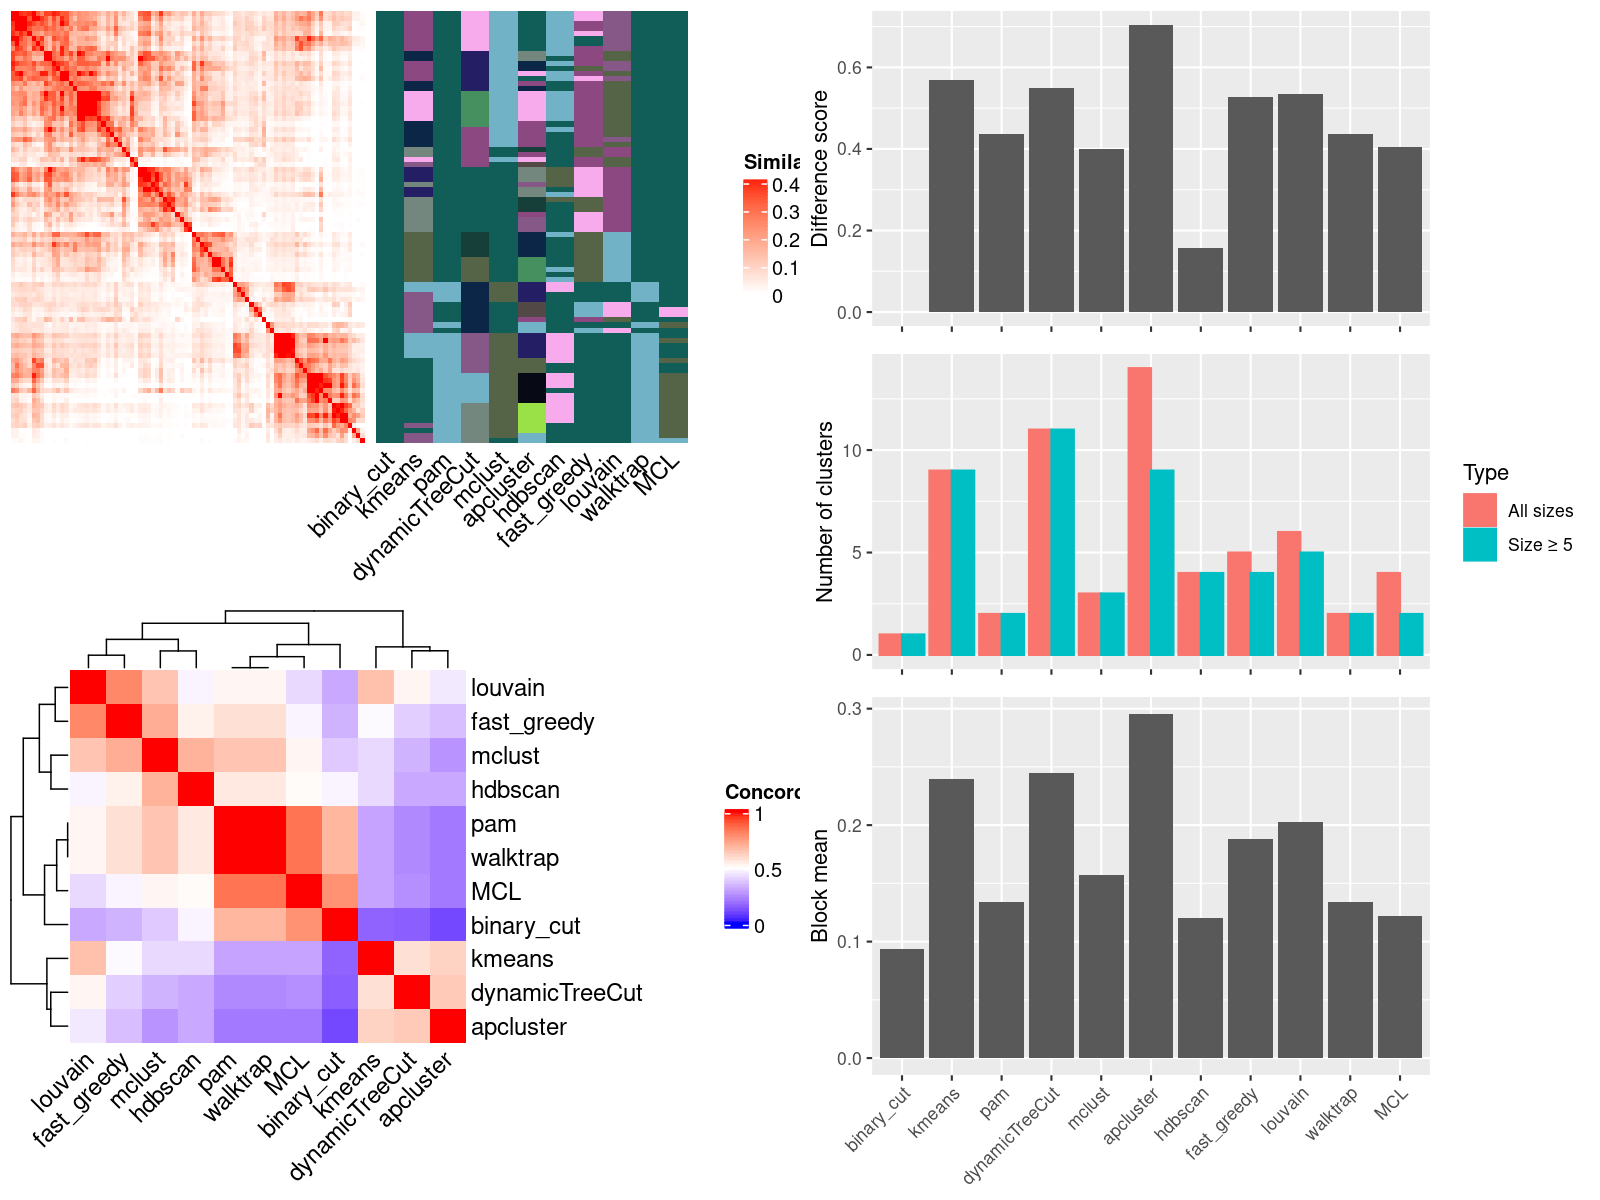 Simila
0.4
0.3
0.2
0.1
0
binary_cut
kmeans
pam
dynamicTreeCut
mclust
apcluster
hdbscan
fast_greedy
louvain
walktrap
MCL
louvain
fast_greedy
mclust
hdbscan
pam
walktrap
MCL
binary_cut
kmeans
dynamicTreeCut
apcluster
louvain
fast_greedy
mclust
hdbscan
pam
walktrap
MCL
binary_cut
kmeans
dynamicTreeCut
apcluster
Concord
1
0.5
0
Difference score
0.6
0.4
0.2
0.0
Number of clusters
10
5
0
Type
All sizes
Size ≥ 5
Block mean
0.3
0.2
0.1
0.0
binary_cut
kmeans
pam
dynamicTreeCut
mclust
apcluster
hdbscan
fast_greedy
louvain
walktrap
MCL